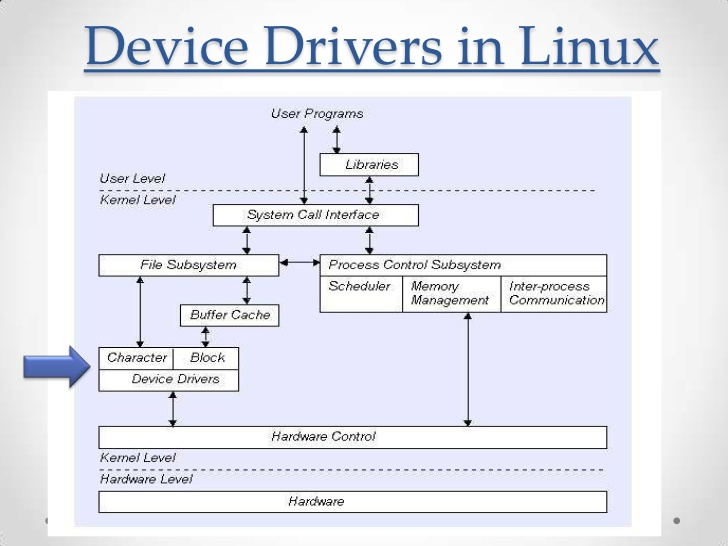 Device Drivers in Linux
User Programs
Libraries
User Level
Kernel Level
System Call Interface
File Subsystem
Process Control Subsystem
Scheduler
Memory
Management
Inter-process
Communication
Buffer Cache
Character
Block
Device Drivers
Hardware Control
Kernel Level
Hardware Level
Hardware